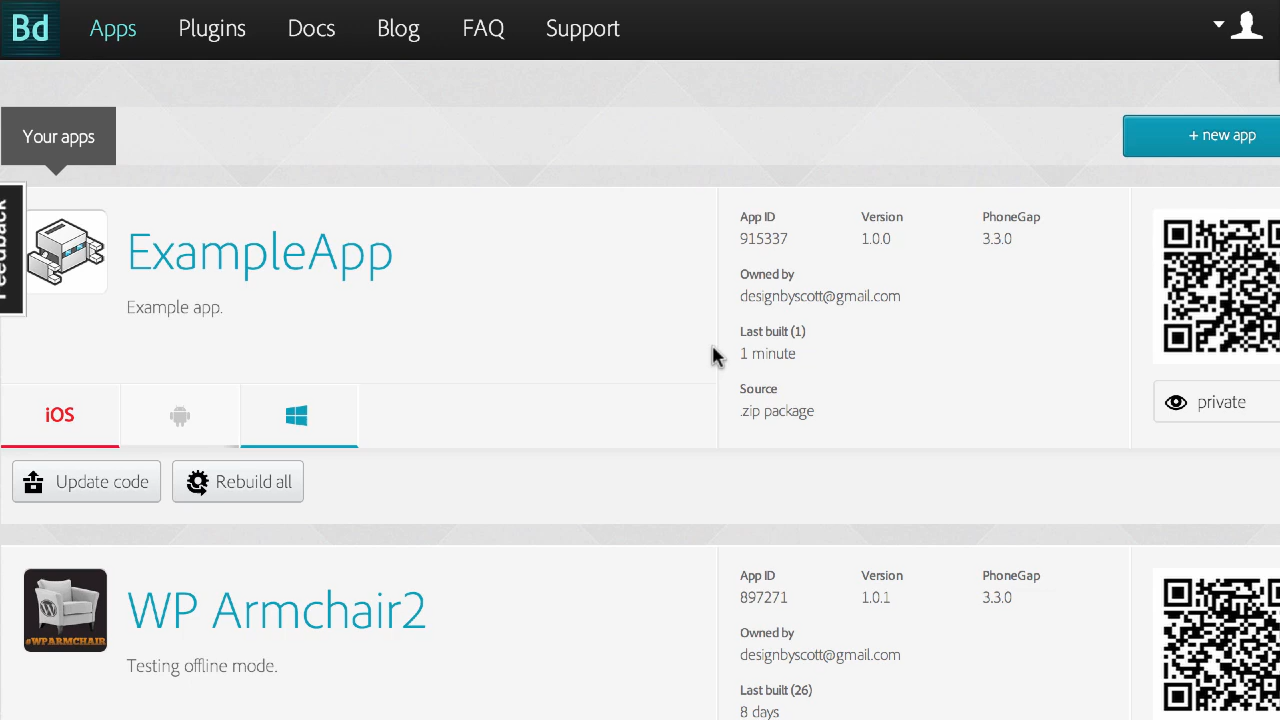 Bd Apps Plugins Docs Blog FAQ Support
Your apps
+ new app
Feedback
ExampleApp
Example app.
App ID Version PhoneGap
915337 1.0.0 3.3.0
Owned by
designbyscott@gmail.com
Last built (1)
1 minute
Source
.zip package
private
iOS
Update code Rebuild all
WP Armchair2
Testing offline mode.
#WPARMCHAIR
App ID Version PhoneGap
897271 1.0.1 3.3.0
Owned by
designbyscott@gmail.com
Last built (26)
8 days